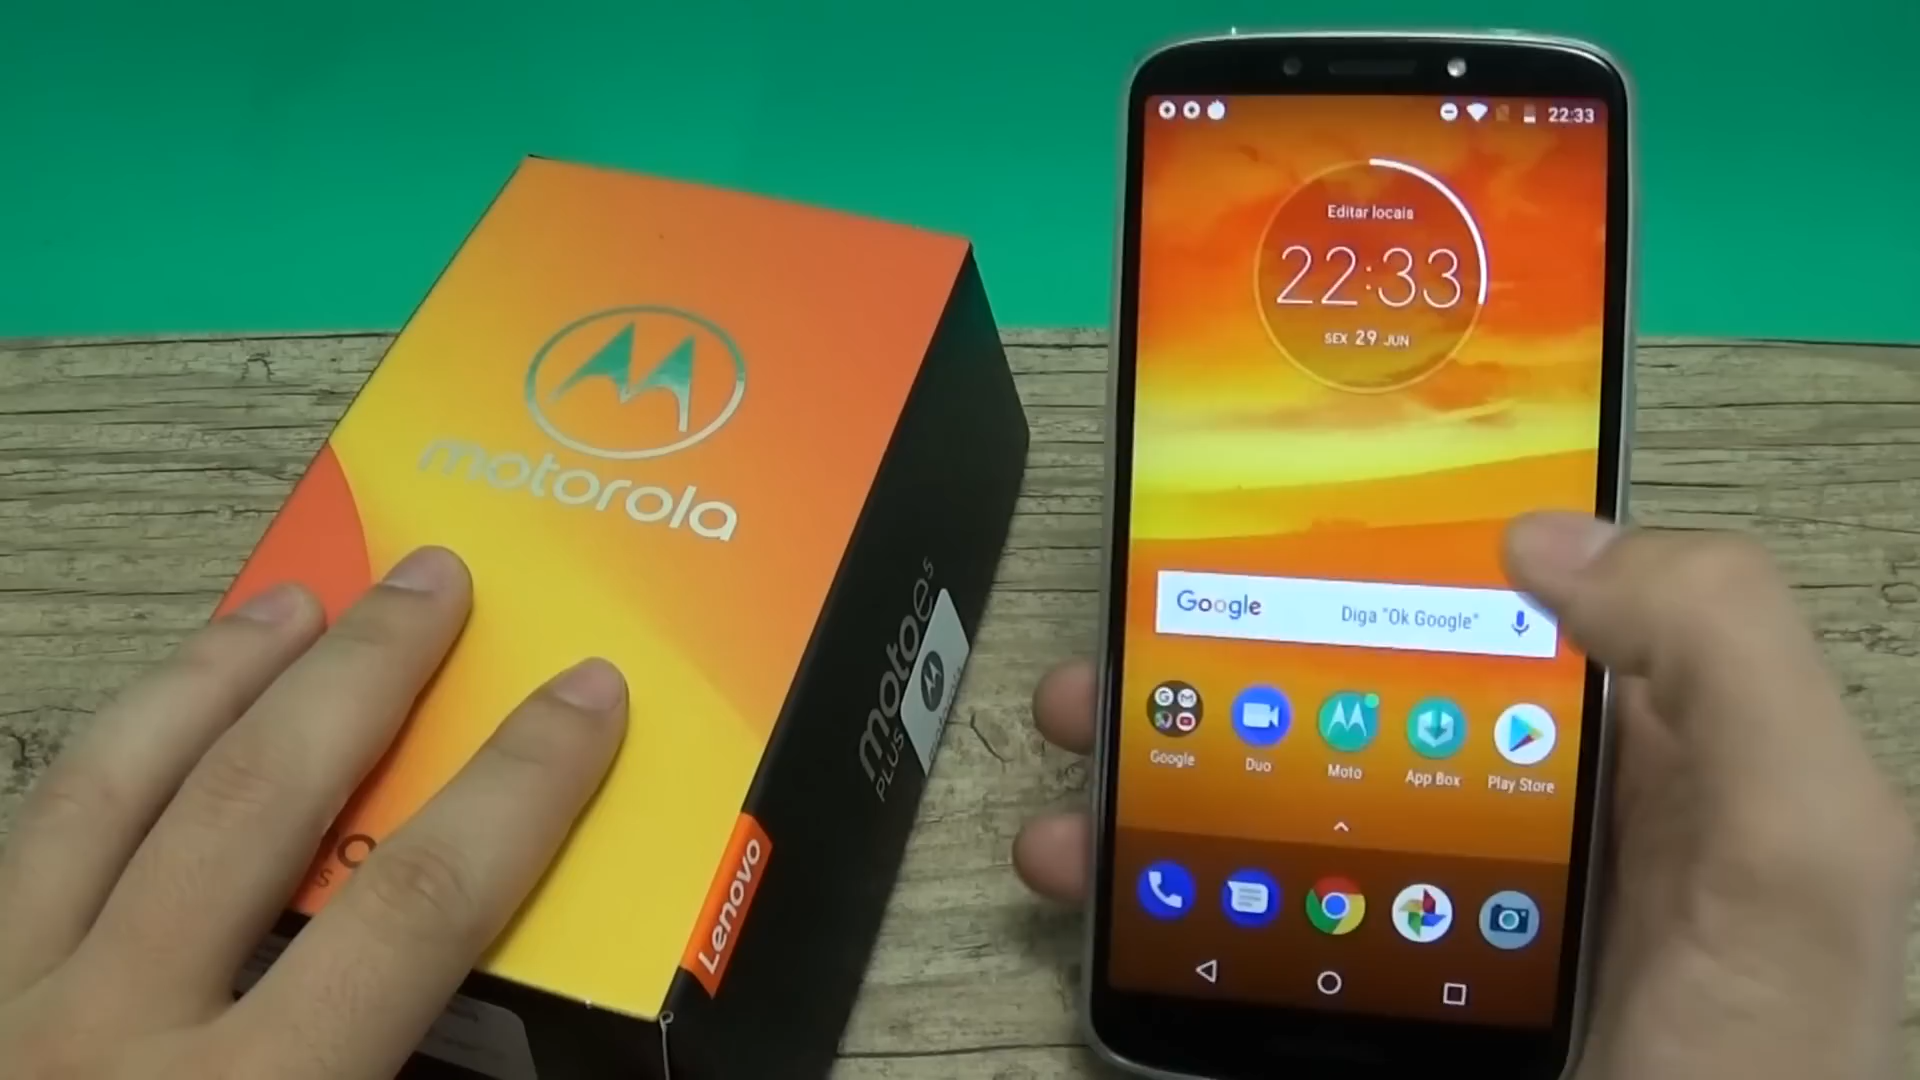 motorola
moto e5
PLUS
Lenovo
22:33
Editar locais
22:33
SEX 29 JUN
Google
Diga "Ok Google"
Google
Duo
Moto
App Box
Play Store